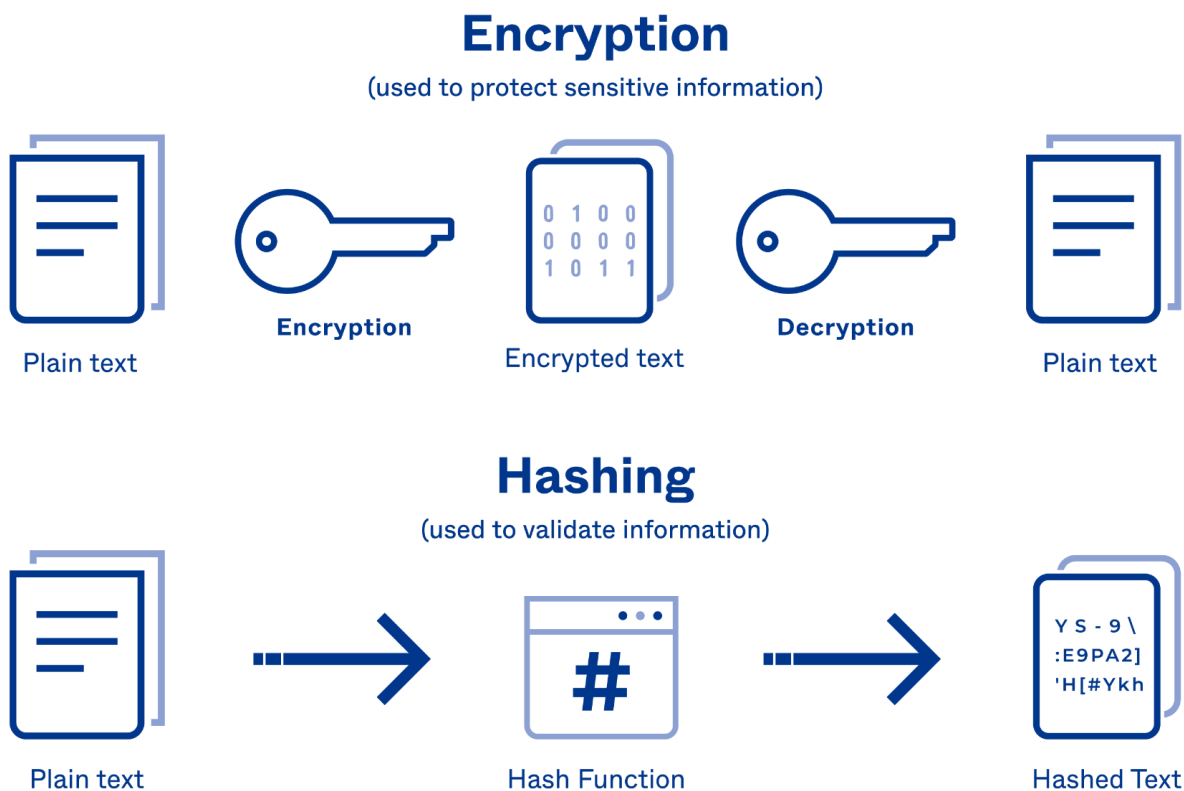 Encryption
(used to protect sensitive information)
0 1 0 0
0 0 0 0
1 0 1 1
Encryption
Decryption
Plain text
Encrypted text
Plain text
Hashing
(used to validate information)
#
Y S - 9 \
:E9PA2]
'H[#Ykh
Plain text
Hash Function
Hashed Text